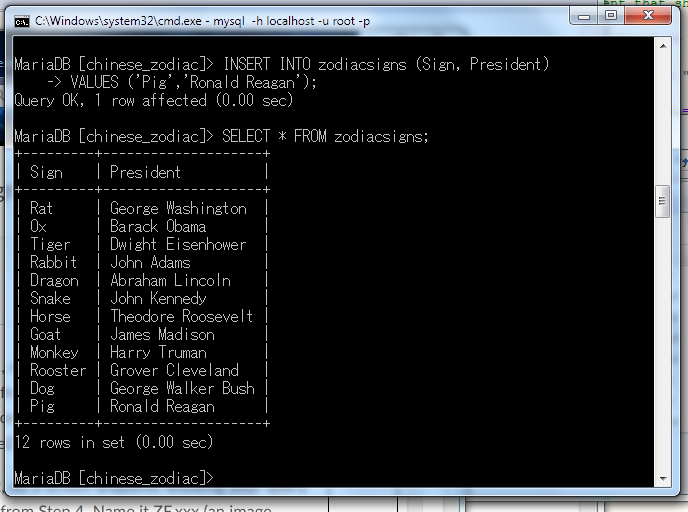 ent that sh
C:\Windows\system32\cmd.exe - mysql -h localhost -u root -p
MariaDB [chinese_zodiac]> INSERT INTO zodiacsigns (Sign, President)
    -> VALUES ('Pig','Ronald Reagan');
Query OK, 1 row affected (0.00 sec)
MariaDB [chinese_zodiac]> SELECT * FROM zodiacsigns;
+---------+--------------------+
| Sign    | President          |
+---------+--------------------+
| Rat     | George Washington  |
| Ox      | Barack Obama       |
| Tiger   | Dwight Eisenhower  |
| Rabbit  | John Adams         |
| Dragon  | Abraham Lincoln    |
| Snake   | John Kennedy       |
| Horse   | Theodore Roosevelt |
| Goat    | James Madison      |
| Monkey  | Harry Truman       |
| Rooster | Grover Cleveland   |
| Dog     | George Walker Bush |
| Pig     | Ronald Reagan      |
+---------+--------------------+
12 rows in set (0.00 sec)
MariaDB [chinese_zodiac]>
from Step 4. Name it ZF.xxx (an image